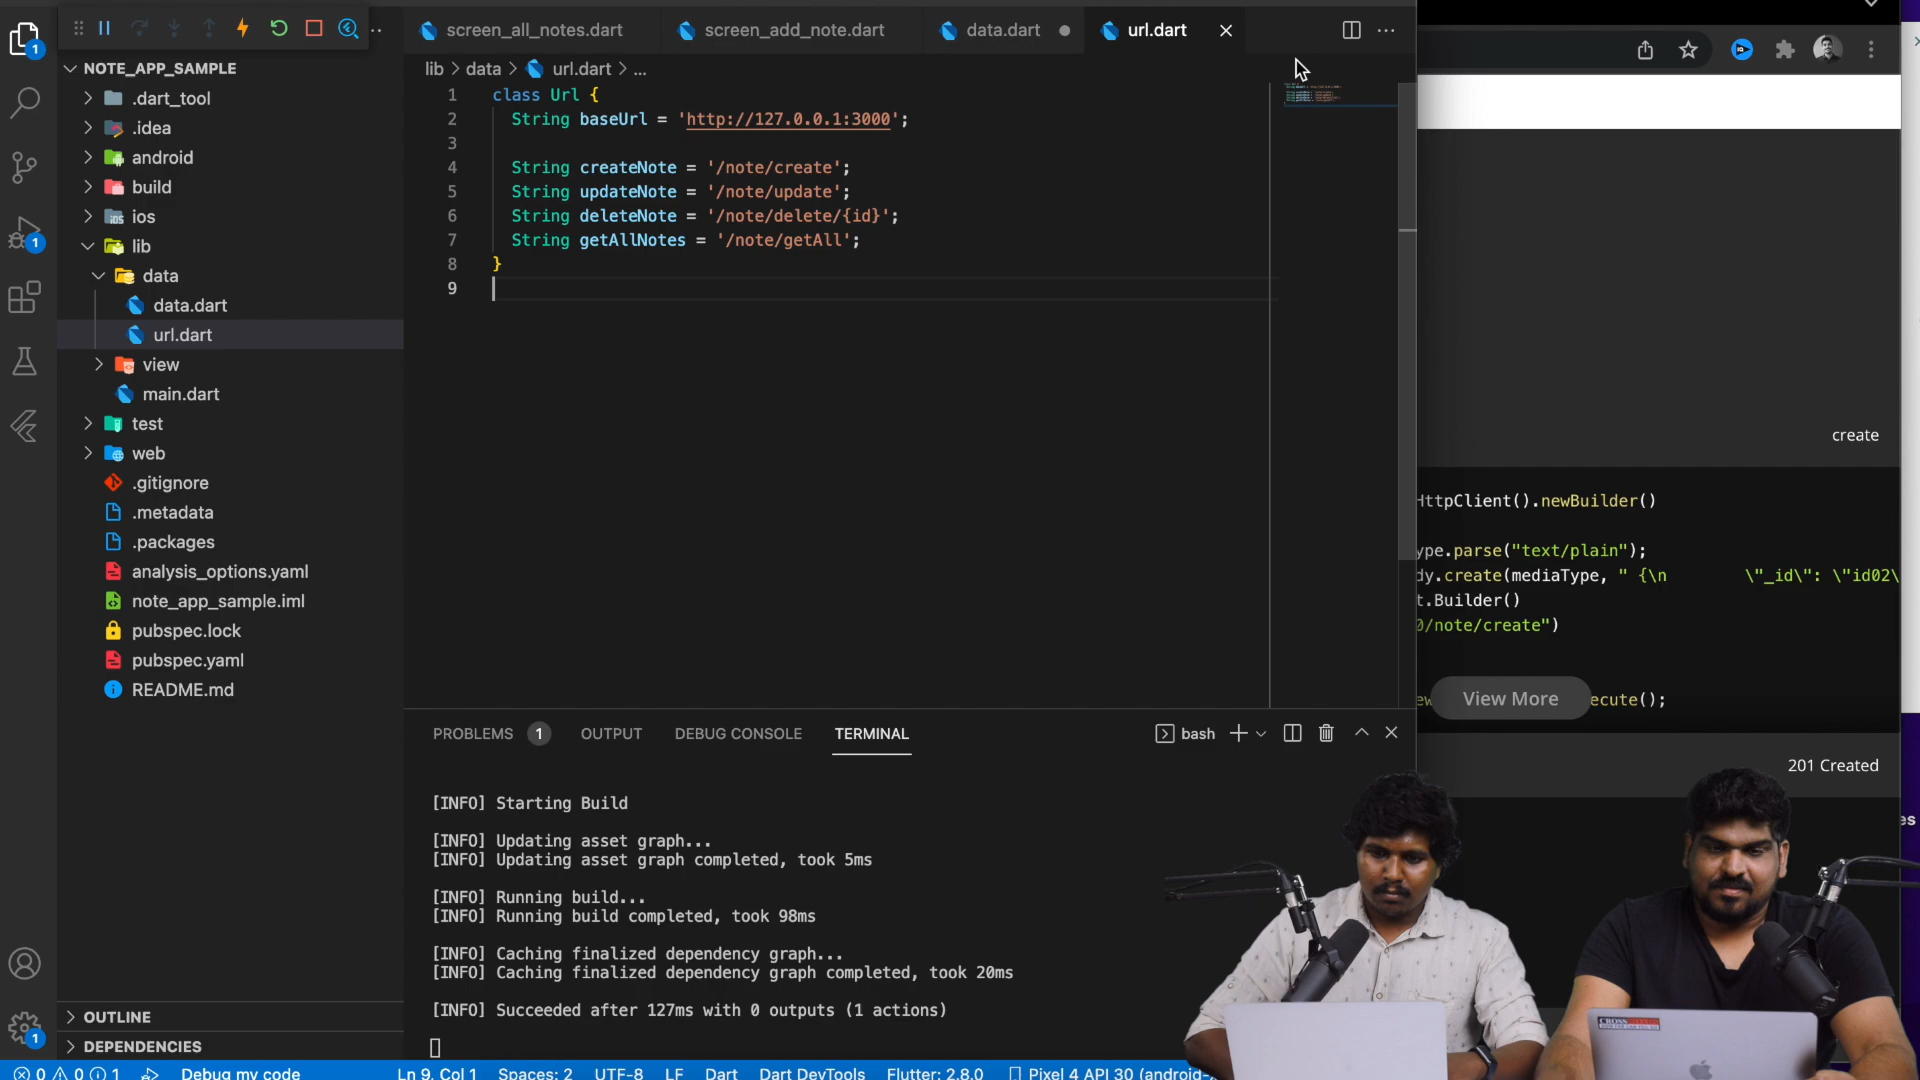 screen_all_notes.dart
screen_add_note.dart
data.dart
url.dart
1
NOTE_APP_SAMPLE
.dart_tool
.idea
android
build
ios
lib
data
data.dart
url.dart
view
main.dart
test
web
.gitignore
.metadata
.packages
analysis_options.yaml
note_app_sample.iml
pubspec.lock
pubspec.yaml
README.md
1
OUTLINE
DEPENDENCIES
1
lib > data > url.dart > ...
1 class Url {
2 String baseUrl = 'http://127.0.0.1:3000';
3
4 String createNote = '/note/create';
5 String updateNote = '/note/update';
6 String deleteNote = '/note/delete/{id}';
7 String getAllNotes = '/note/getAll';
8 }
9
PROBLEMS 1 OUTPUT DEBUG CONSOLE TERMINAL
bash
[INFO] Starting Build
[INFO] Updating asset graph...
[INFO] Updating asset graph completed, took 5ms
[INFO] Running build...
[INFO] Running build completed, took 98ms
[INFO] Caching finalized dependency graph...
[INFO] Caching finalized dependency graph completed, took 20ms
[INFO] Succeeded after 127ms with 0 outputs (1 actions)
0 0 1 Debug my code Ln 9, Col 1 Spaces: 2 UTF-8 LF Dart Dart DevTools Flutter: 2.8.0 Pixel 4 API 30 (android-
create
HttpClient().newBuilder()
ype.parse("text/plain");
dy.create(mediaType, " {\n \"_id\": \"id02\
t.Builder()
0/note/create")
ew View More ecute();
201 Created
es